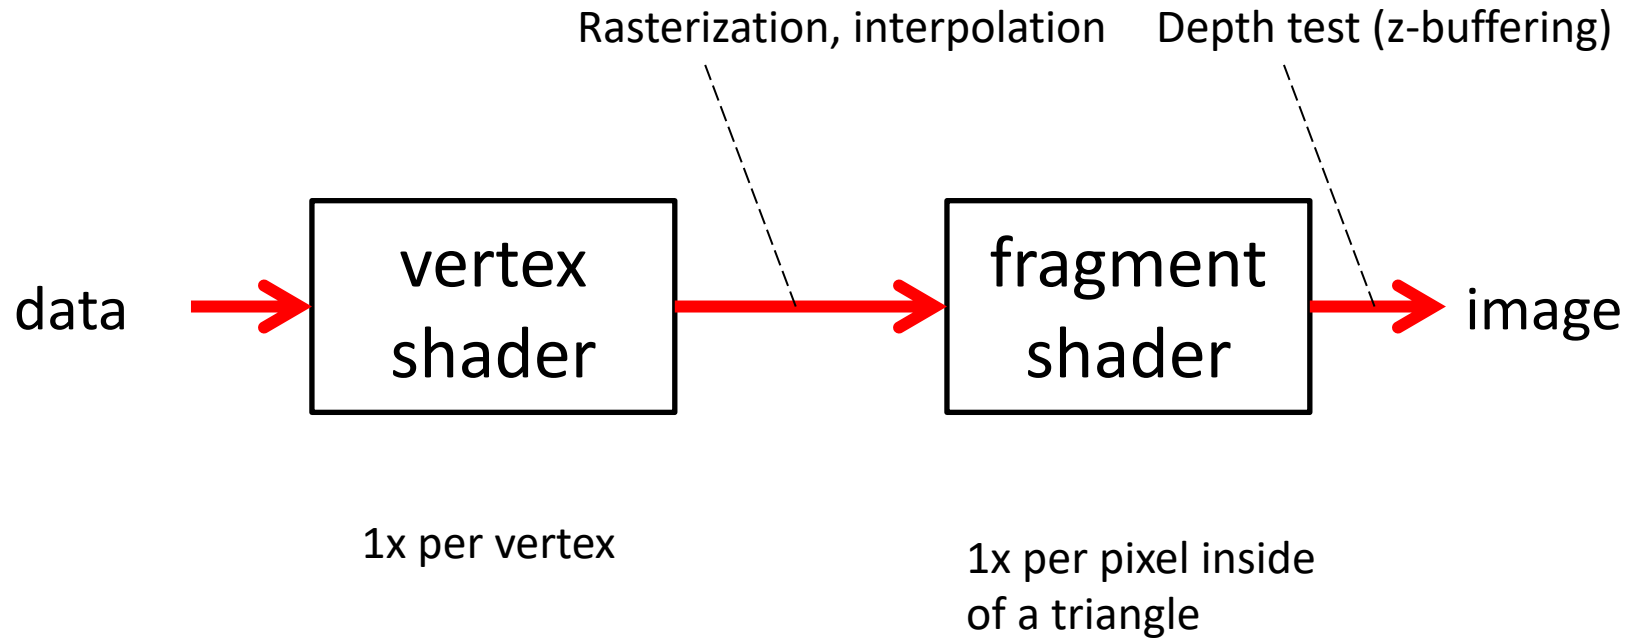 Rasterization, interpolation
Depth test (z-buffering)
data
vertex
shader
fragment
shader
image
1x per vertex
1x per pixel inside
of a triangle